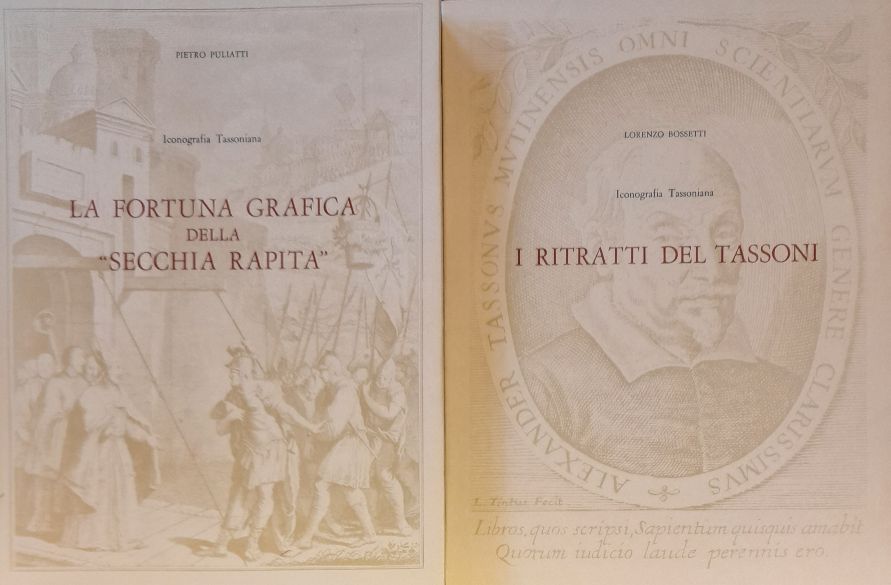 PIETRO PULIATTI
Iconografia Tassoniana
LA FORTUNA GRAFICA
DELLA
“SECCHIA RAPITA”
LORENZO BOSSETTI
Iconografia Tassoniana
I RITRATTI DEL TASSONI
ALEXANDER TASSONVS MVTINENSIS OMNI SCIENTIARVM GENERE CLARISSIMVS
L. Tintus Fecit
Libros, quos scripsi, Sapientum quisquis amabit
Quorum iudicio laude perennis ero.